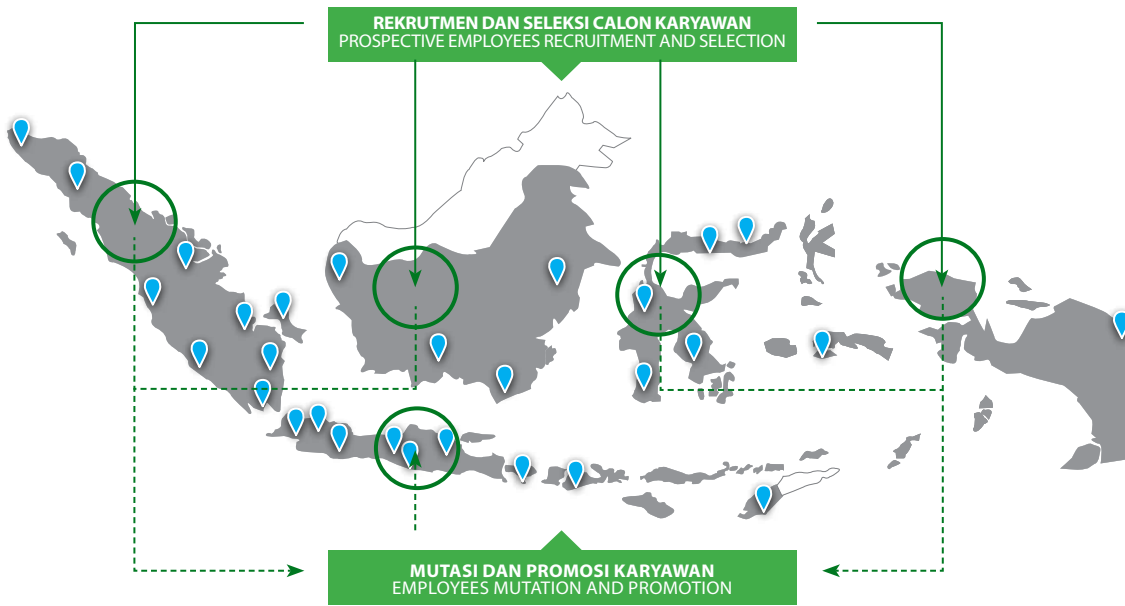 REKRUTMEN DAN SELEKSI CALON KARYAWAN
PROSPECTIVE EMPLOYEES RECRUITMENT AND SELECTION
MUTASI DAN PROMOSI KARYAWAN
EMPLOYEES MUTATION AND PROMOTION